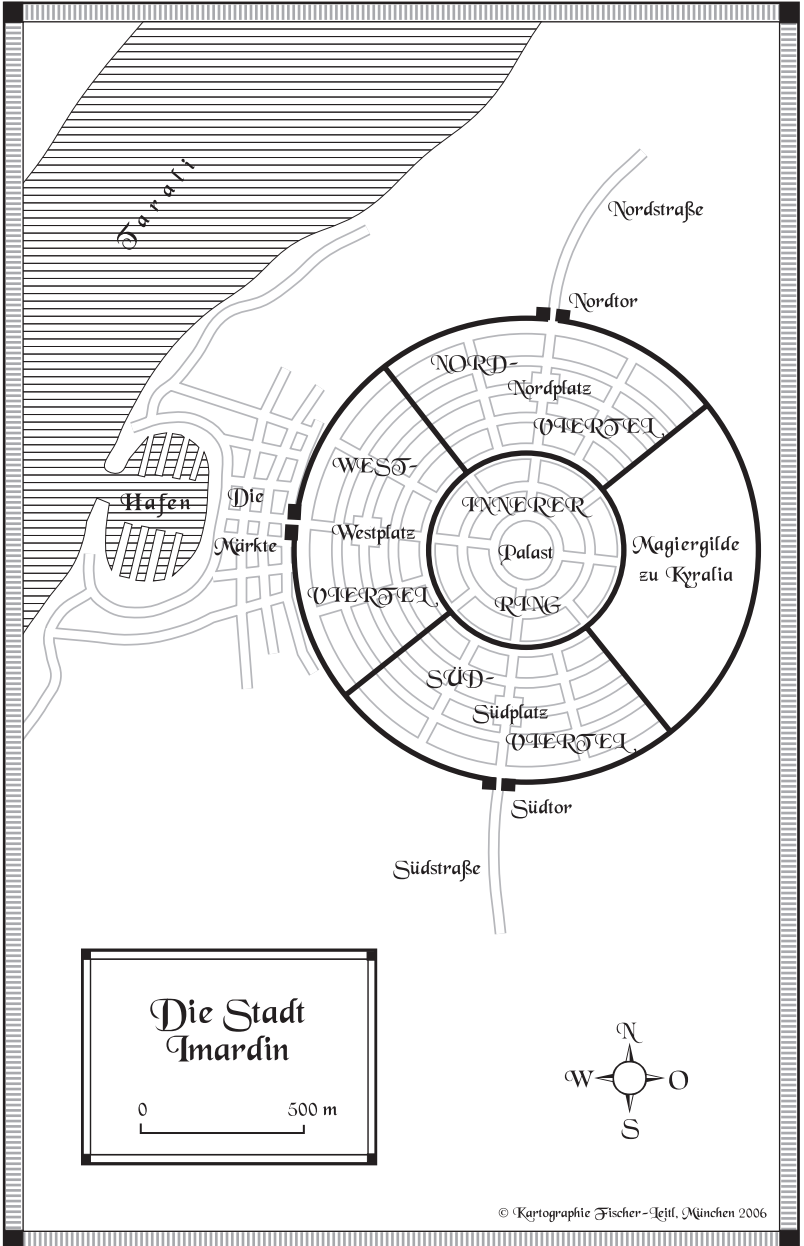 Tarali
Nordstraße
Nordtor
NORD-
Nordplatz
VIERTEL
WEST-
Hafen
Die
Märkte
Westplatz
VIERTEL
INNERER
Palast
RING
Magiergilde
zu Kyralia
SÜD-
Südplatz
VIERTEL
Südtor
Südstraße
Die Stadt
Imardin
0 500 m
N
W O
S
© Kartographie Fischer-Leitl, München 2006